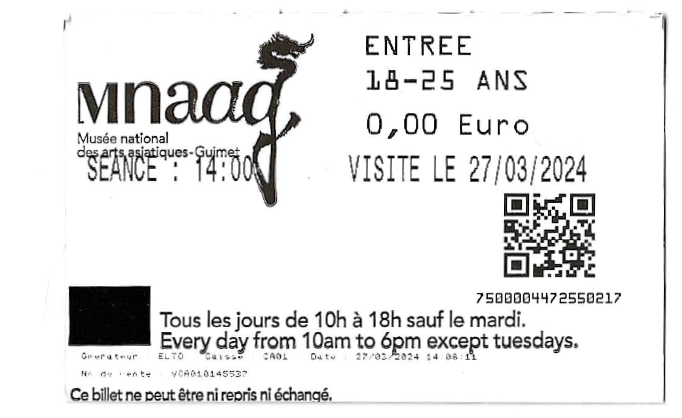 mnaag
Musée national
des arts asiatiques-Guimet
SEANCE : 14:00
ENTREE
18-25 ANS
0,00 Euro
VISITE LE 27/03/2024
7500004472550217
Tous les jours de 10h à 18h sauf le mardi.
Every day from 10am to 6pm except tuesdays.
Operateur : ELTO Caisse : CA01 Date : 27/03/2024 14:08:11
No de vente : VCA010145537
Ce billet ne peut être ni repris ni échangé.